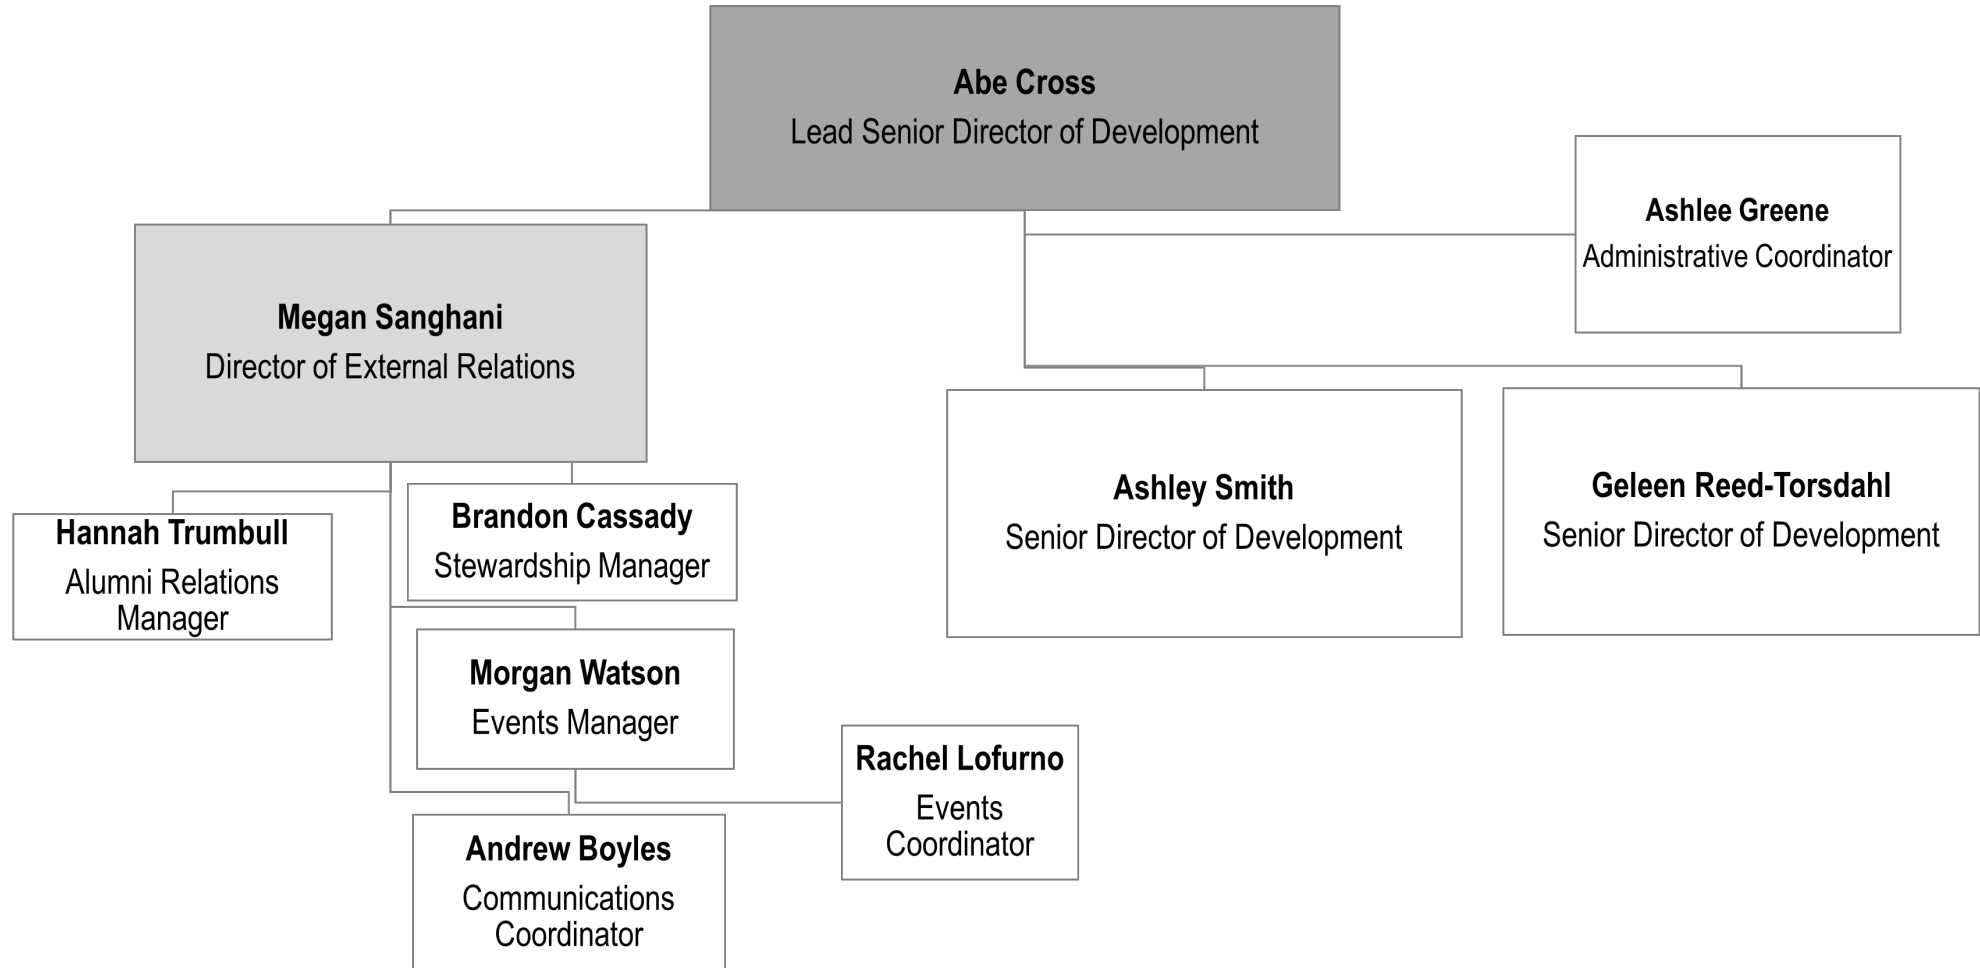 Abe Cross
Lead Senior Director of Development
Ashlee Greene
Administrative Coordinator
Megan Sanghani
Director of External Relations
Ashley Smith
Senior Director of Development
Geleen Reed-Torsdahl
Senior Director of Development
Hannah Trumbull
Alumni Relations
Manager
Brandon Cassady
Stewardship Manager
Morgan Watson
Events Manager
Rachel Lofurno
Events
Coordinator
Andrew Boyles
Communications
Coordinator